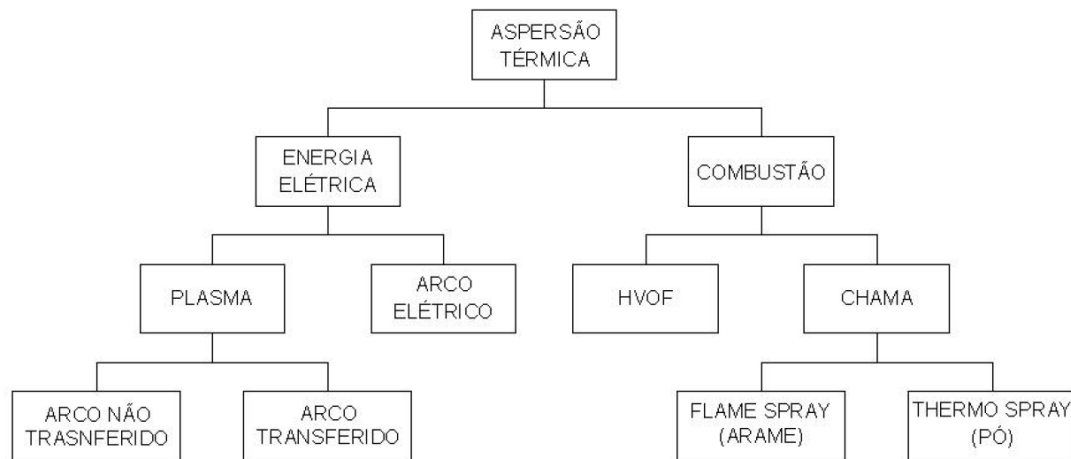 ASPERSÃO
TÉRMICA
ENERGIA
ELÉTRICA
COMBUSTÃO
PLASMA
ARCO
ELÉTRICO
HVOF
CHAMA
ARCO NÃO
TRASNFERIDO
ARCO
TRANSFERIDO
FLAME SPRAY
(ARAME)
THERMO SPRAY
(PÓ)